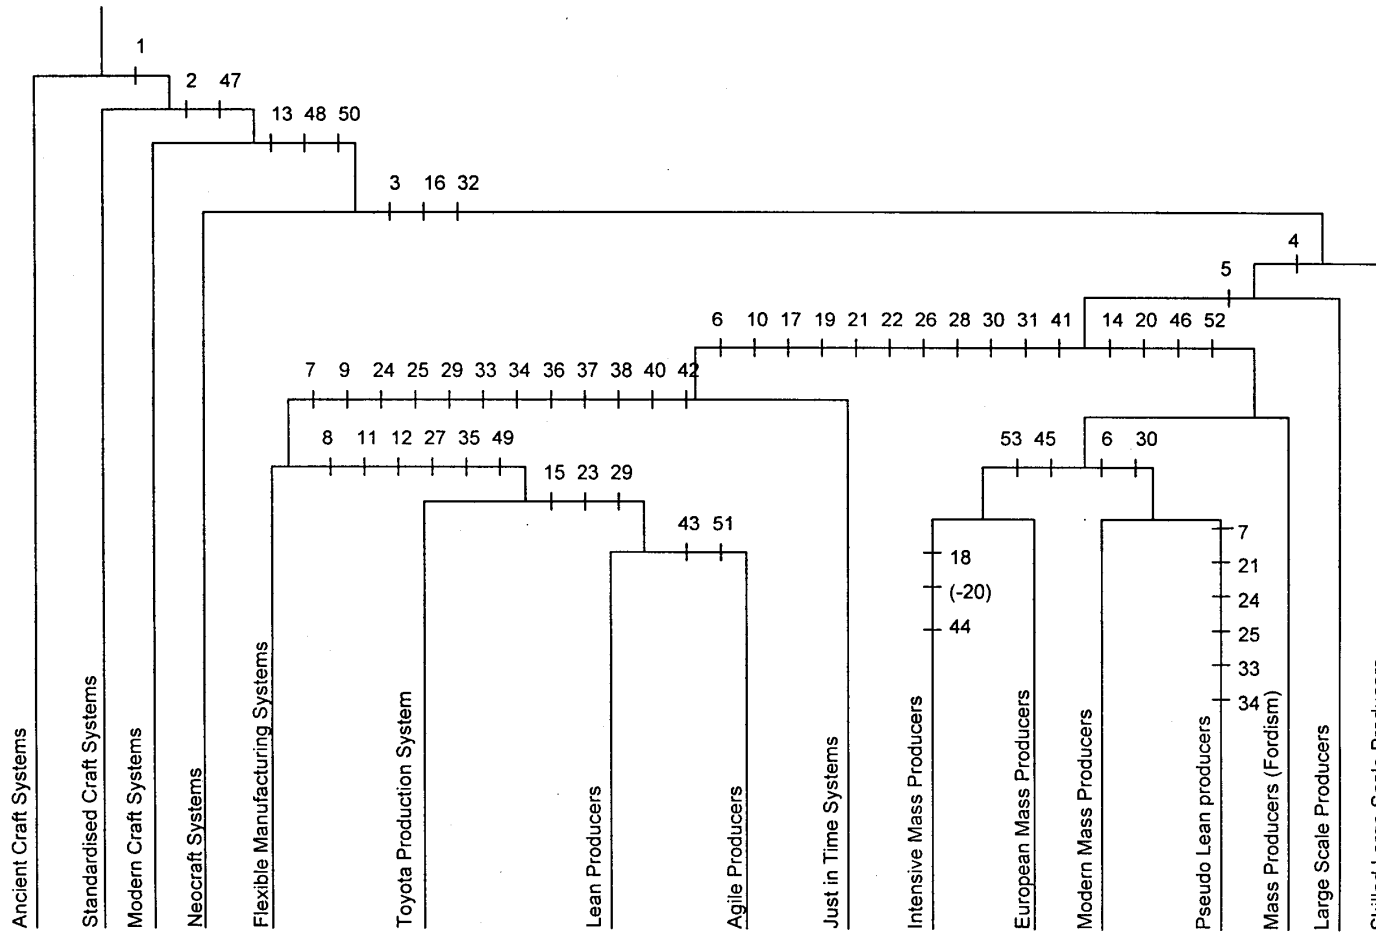 1
2 47
13 48 50
3 16 32
4
5
6 10 17 19 21 22 26 28 30 31 41 14 20 46 52
7 9 24 25 29 33 34 36 37 38 40 42
8 11 12 27 35 49
53 45 6 30
15 23 29
43 51
7
18
21
(-20)
24
44
25
33
34
Ancient Craft Systems
Standardised Craft Systems
Modern Craft Systems
Neocraft Systems
Flexible Manufacturing Systems
Toyota Production System
Lean Producers
Agile Producers
Just in Time Systems
Intensive Mass Producers
European Mass Producers
Modern Mass Producers
Pseudo Lean producers
Mass Producers (Fordism)
Large Scale Producers